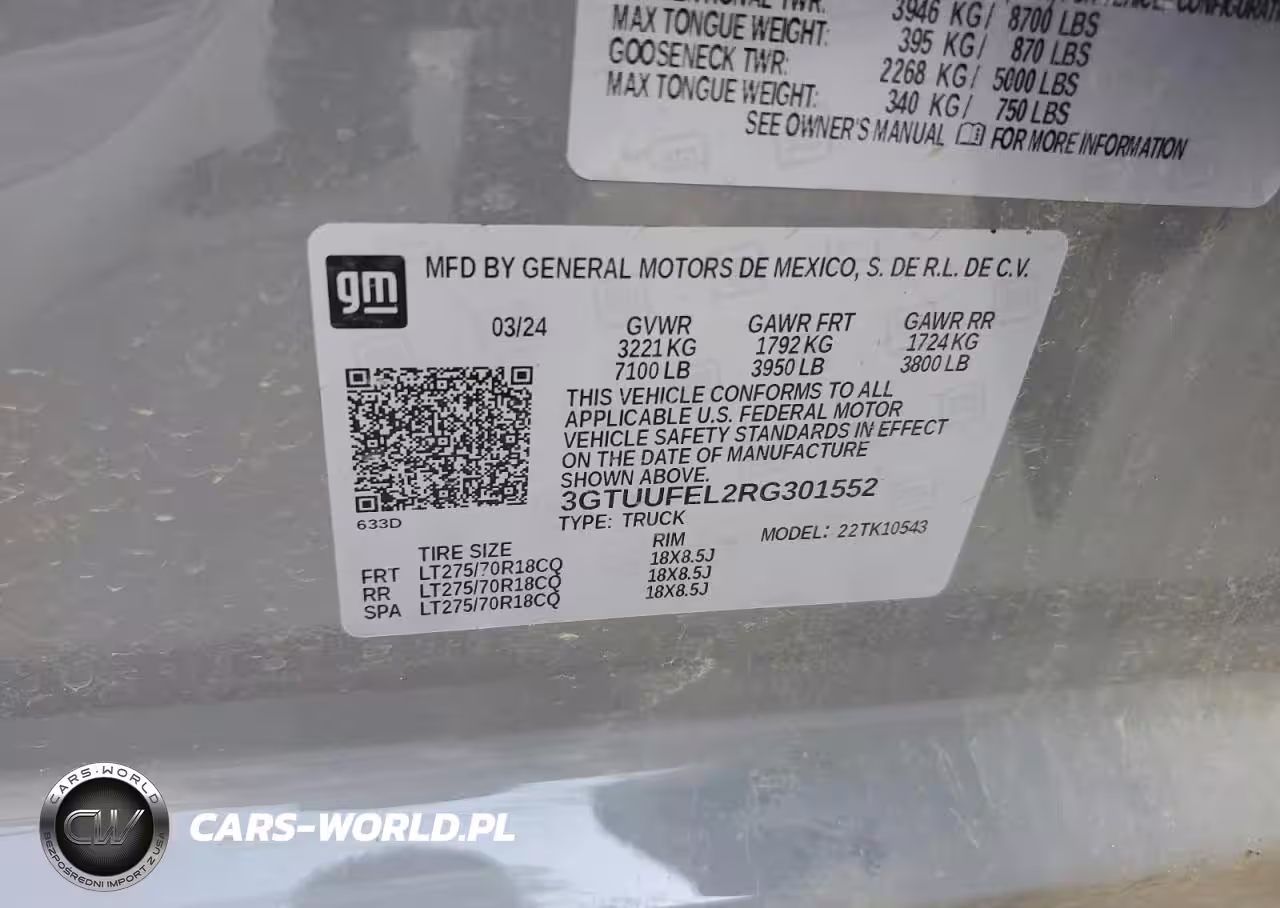 TWR: 3946 KG/ 8700 LBS
MAX TONGUE WEIGHT: 395 KG/ 870 LBS
GOOSENECK TWR: 2268 KG/ 5000 LBS
MAX TONGUE WEIGHT: 340 KG/ 750 LBS
SEE OWNER'S MANUAL FOR MORE INFORMATION
gm
MFD BY GENERAL MOTORS DE MEXICO, S. DE R.L. DE C.V.
03/24 GVWR GAWR FRT GAWR RR
3221 KG 1792 KG 1724 KG
7100 LB 3950 LB 3800 LB
THIS VEHICLE CONFORMS TO ALL
APPLICABLE U.S. FEDERAL MOTOR
VEHICLE SAFETY STANDARDS IN EFFECT
ON THE DATE OF MANUFACTURE
SHOWN ABOVE.
3GTUUFEL2RG301552
633D
TYPE: TRUCK MODEL: 22TK10543
TIRE SIZE RIM
FRT LT275/70R18CQ 18X8.5J
RR LT275/70R18CQ 18X8.5J
SPA LT275/70R18CQ 18X8.5J
CARS-WORLD
CW
BEZPOŚREDNI IMPORT Z USA
CARS-WORLD.PL